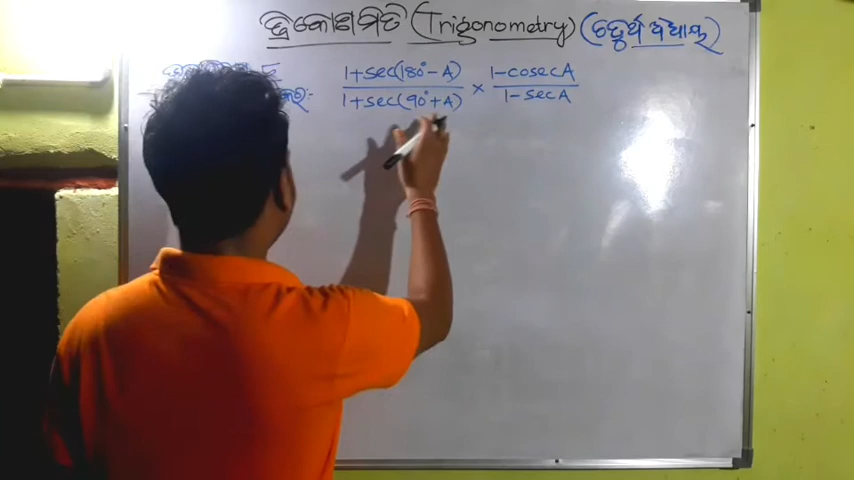 ତ୍ରିକୋଣମିତି (Trigonometry) (ଚତୁର୍ଥ ଅଧ୍ୟାୟ)
1+sec(180°-A) / 1+sec(90°+A) × 1-cosecA / 1-secA